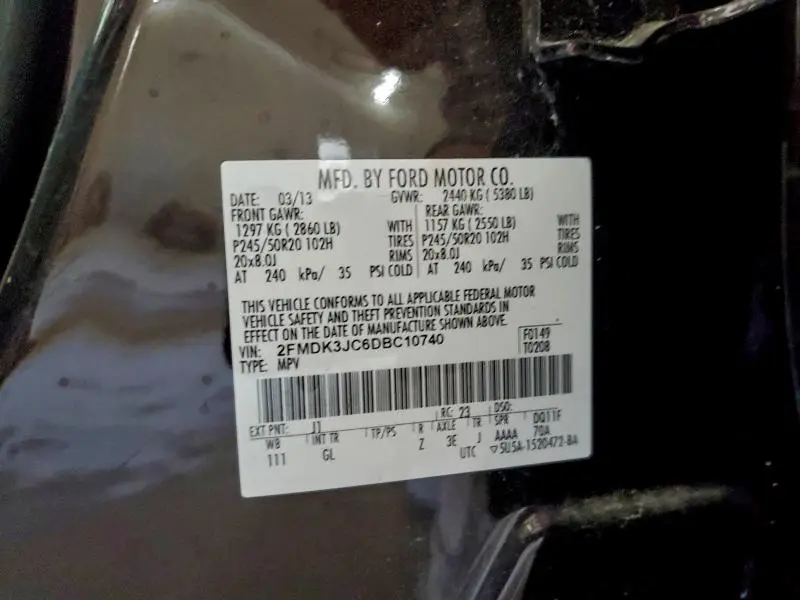 MFD. BY FORD MOTOR CO.
DATE: 03/13 GVWR: 2440 KG ( 5380 LB)
FRONT GAWR: REAR GAWR:
1297 KG ( 2860 LB) WITH 1157 KG ( 2550 LB) WITH
P245/50R20 102H TIRES P245/50R20 102H TIRES
20x8.0J RIMS 20x8.0J RIMS
AT 240 kPa/ 35 PSI COLD AT 240 kPa/ 35 PSI COLD
THIS VEHICLE CONFORMS TO ALL APPLICABLE FEDERAL MOTOR
VEHICLE SAFETY AND THEFT PREVENTION STANDARDS IN
EFFECT ON THE DATE OF MANUFACTURE SHOWN ABOVE.
VIN: 2FMDK3JC6DBC10740 F0149
TYPE: MPV T0208
EXT PNT: J1 RC: 23 DSO:
WB INT TR TP/PS R AXLE TR SPR DQ11F
111 GL Z 3E J AAAA 70A
UTC ▽5U5A-1520472-BA